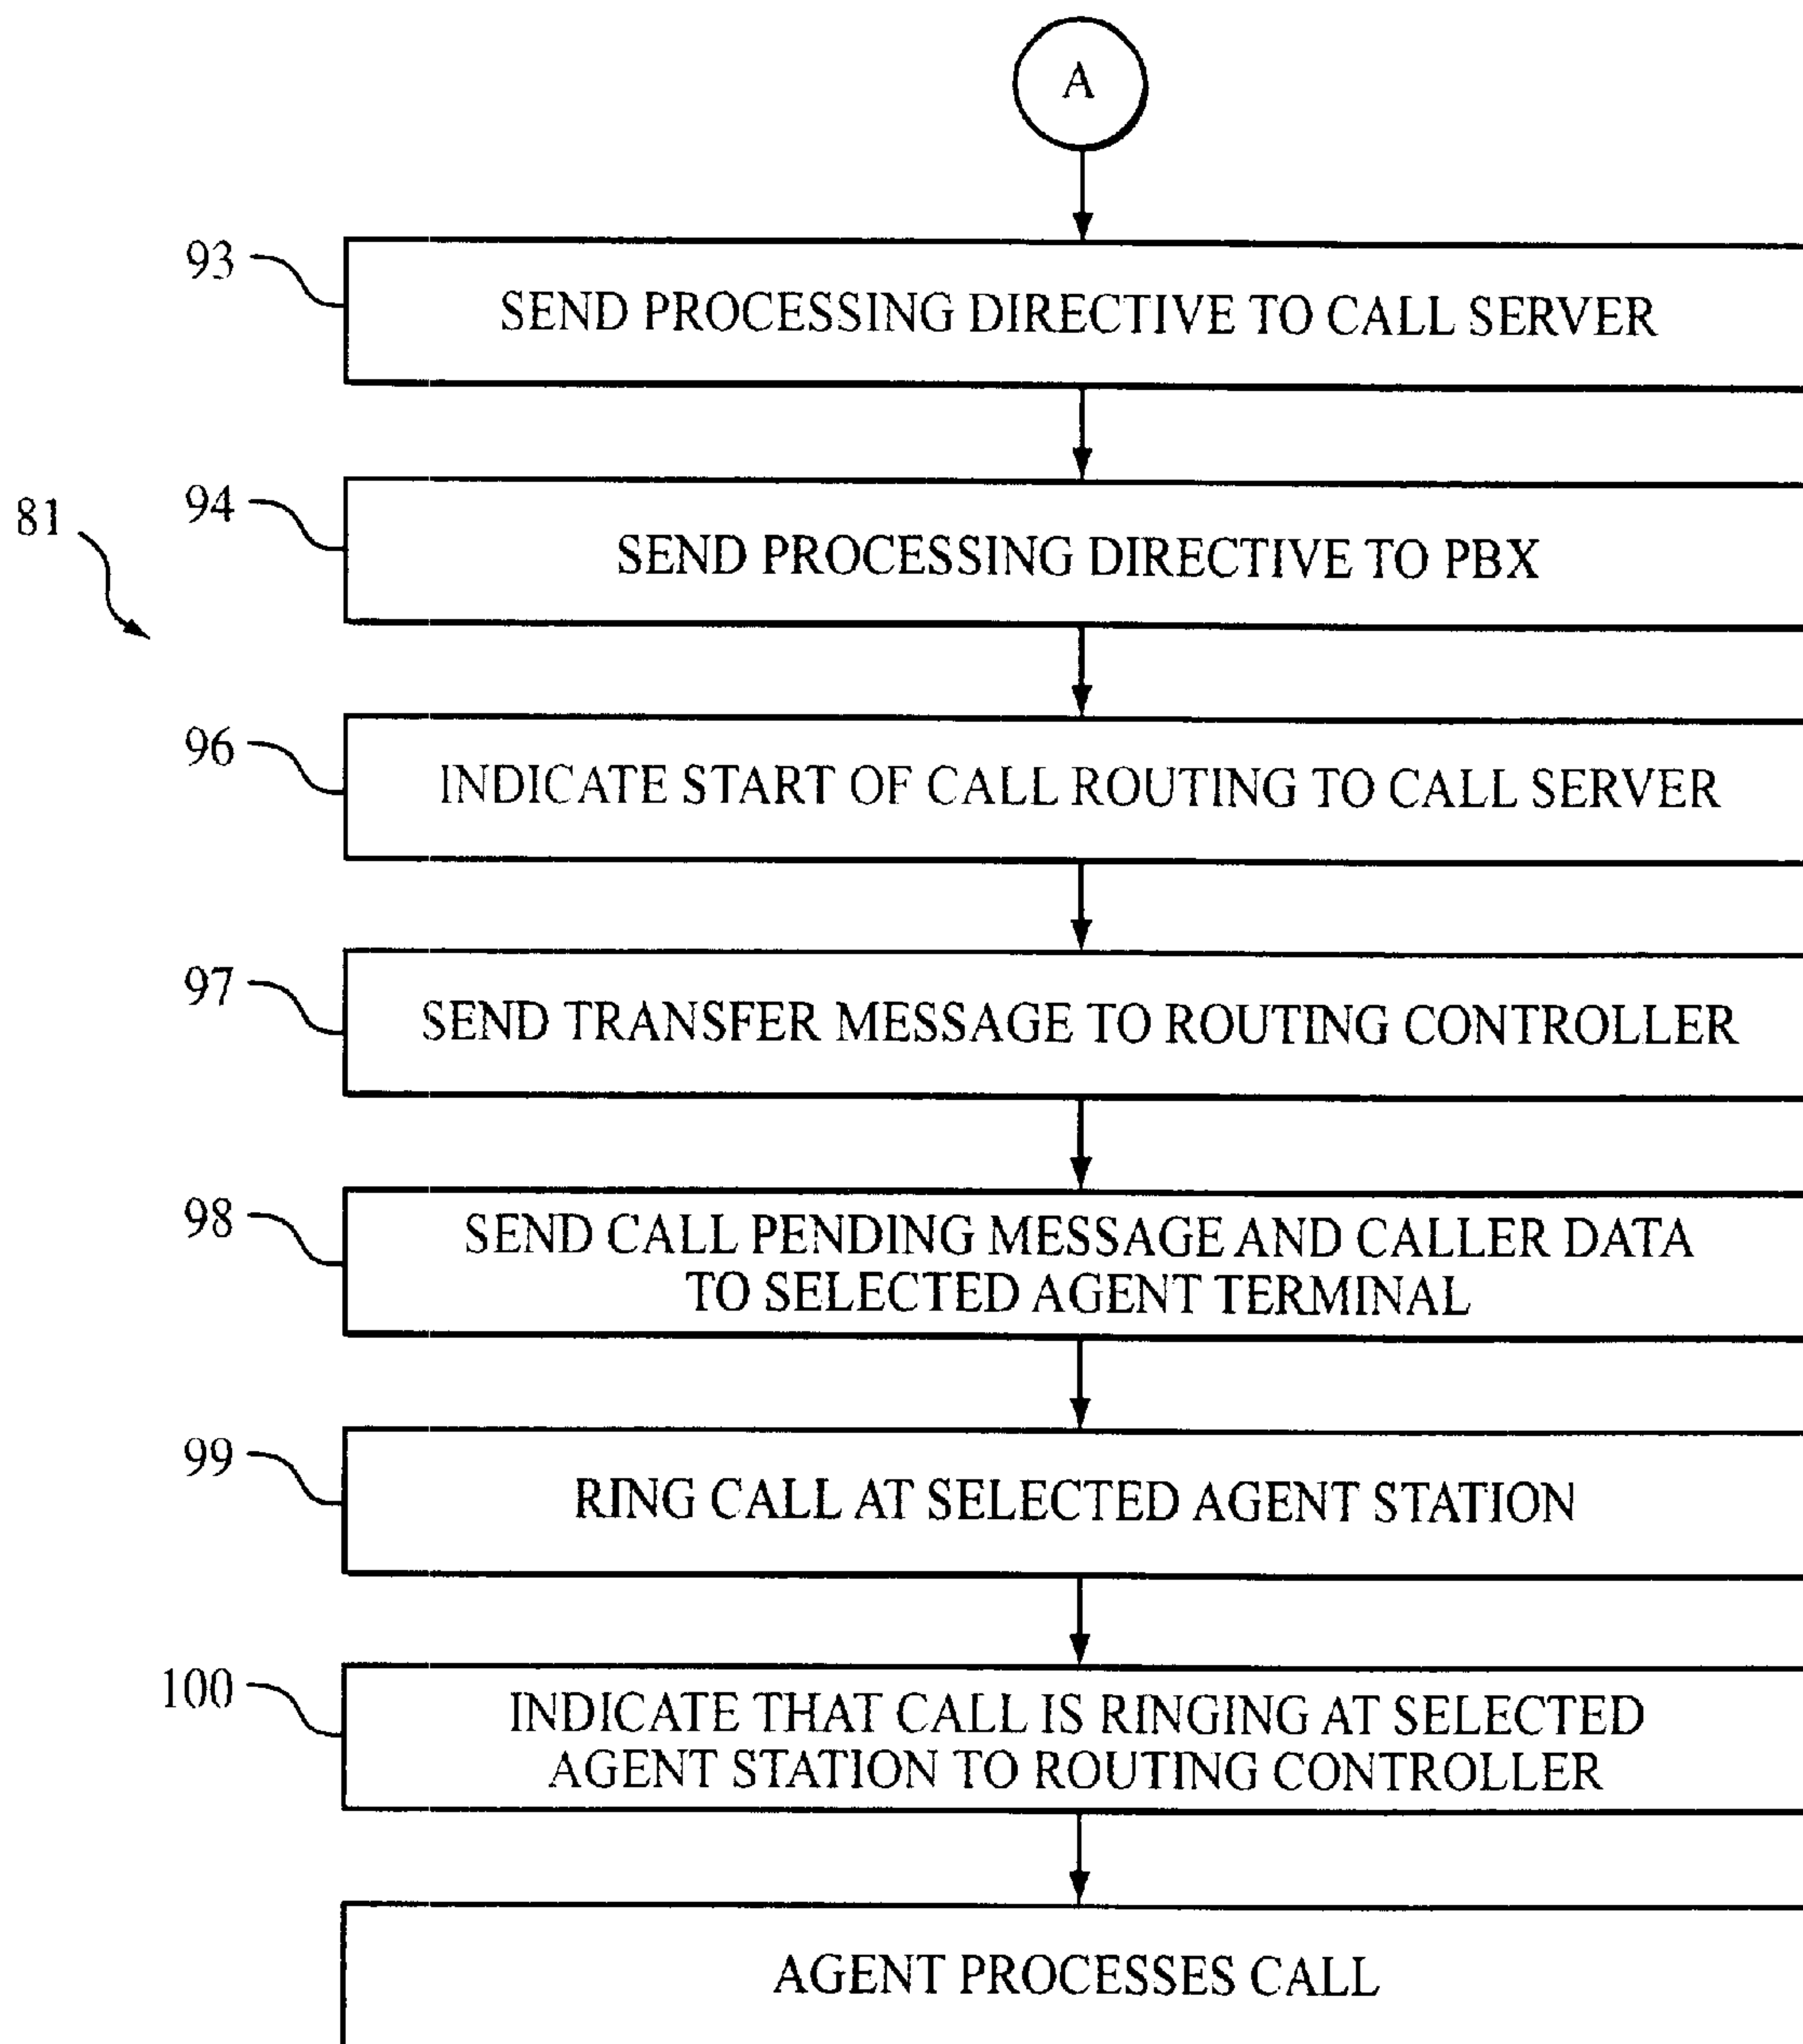 A
93
SEND PROCESSING DIRECTIVE TO CALL SERVER
81
94
SEND PROCESSING DIRECTIVE TO PBX
96
INDICATE START OF CALL ROUTING TO CALL SERVER
97
SEND TRANSFER MESSAGE TO ROUTING CONTROLLER
98
SEND CALL PENDING MESSAGE AND CALLER DATA
TO SELECTED AGENT TERMINAL
99
RING CALL AT SELECTED AGENT STATION
100
INDICATE THAT CALL IS RINGING AT SELECTED
AGENT STATION TO ROUTING CONTROLLER
AGENT PROCESSES CALL